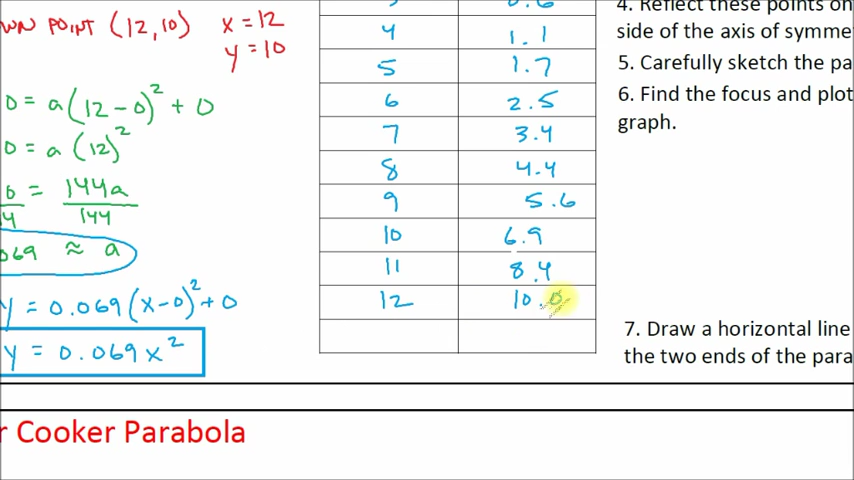 OWN POINT (12, 10) x = 12
y = 10
0 = a(12 - 0)² + 0
0 = a(12)²
0 = 144a
4 144
069 ≈ a
y = 0.069(x - 0)² + 0
y = 0.069x²
4 1.1
5 1.7
6 2.5
7 3.4
8 4.4
9 5.6
10 6.9
11 8.4
12 10.0
4. Reflect these points on
side of the axis of symme
5. Carefully sketch the pa
6. Find the focus and plot
graph.
7. Draw a horizontal line
the two ends of the para
r Cooker Parabola